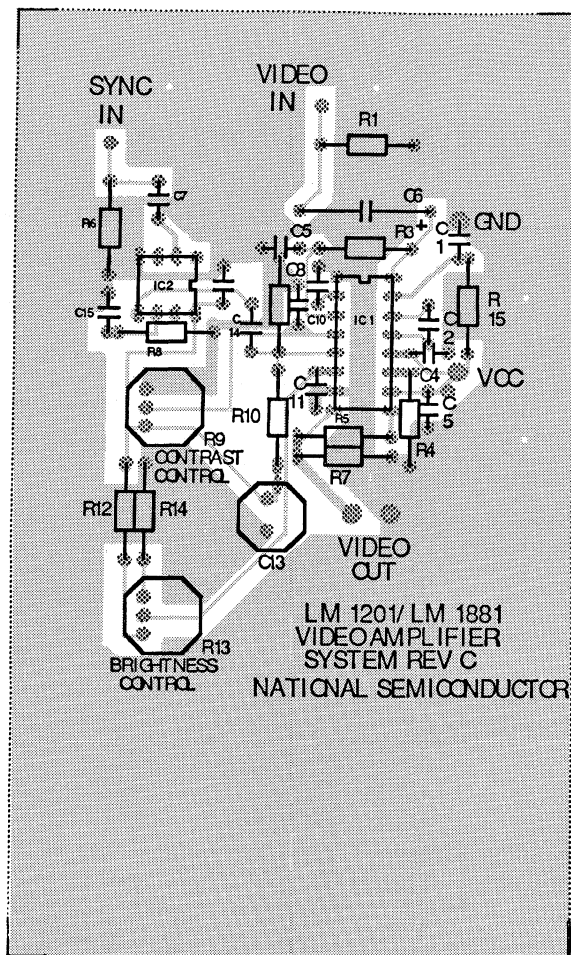 SYNC
IN
VIDEO
IN
R1
C7
R6
C6
GND
+
C5
R3
C
1
C8
IC2
C10
IC1
R
15
C
2
C15
C
14
R8
C4
VCC
C
11
C
5
R10
R5
R4
R9
CONTRAST
CONTROL
R7
R12
R14
C13
VIDEO
OUT
R13
BRIGHTNESS
CONTROL
LM 1201/ LM 1881
VIDEO AMPLIFIER
SYSTEM REV C
NATIONAL SEMICONDUCTOR